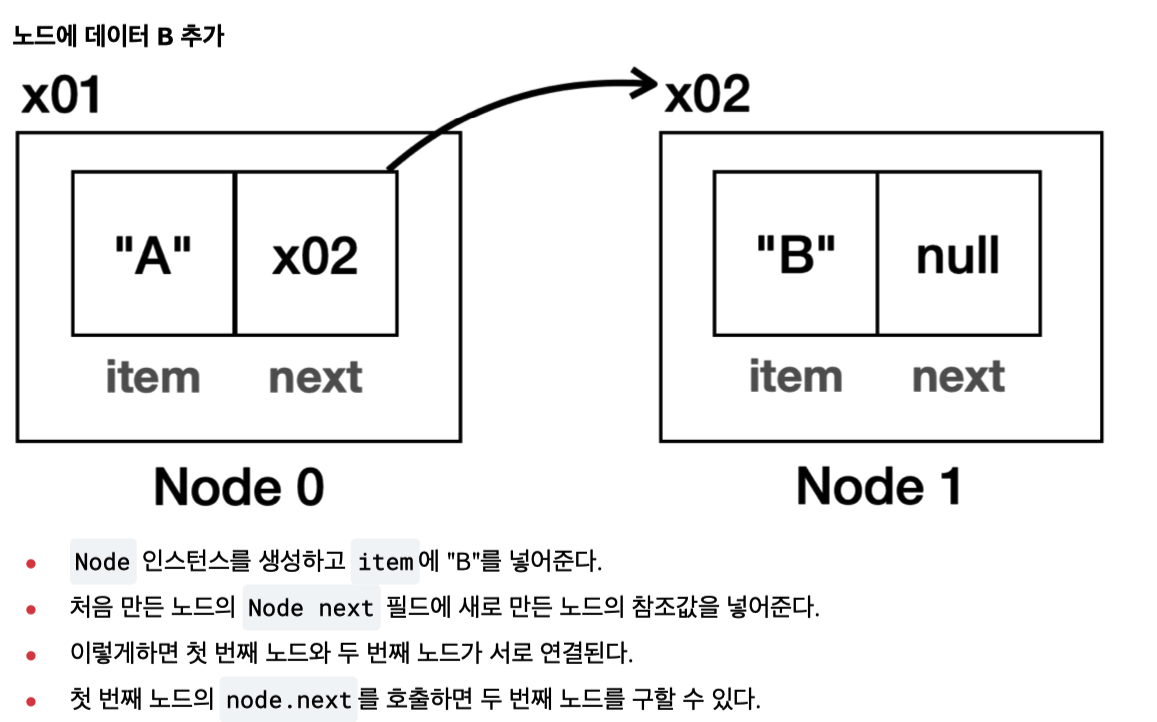 노드에 데이터 B 추가
x01
x02
"A" x02
"B" null
item next
item next
Node 0
Node 1
Node 인스턴스를 생성하고 item에 "B"를 넣어준다.
처음 만든 노드의 Node next 필드에 새로 만든 노드의 참조값을 넣어준다.
이렇게하면 첫 번째 노드와 두 번째 노드가 서로 연결된다.
첫 번째 노드의 node.next를 호출하면 두 번째 노드를 구할 수 있다.